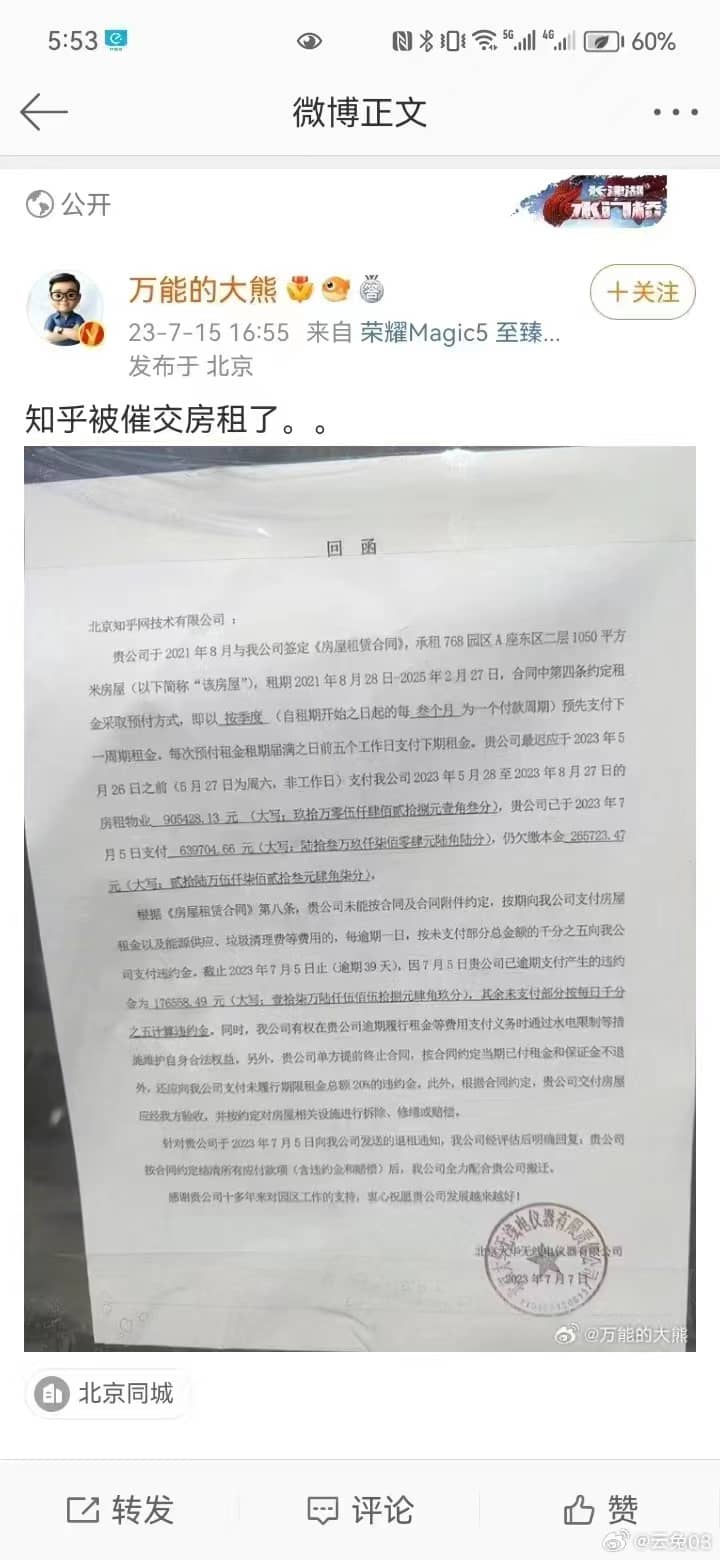 5:53
5G
4G
60%
微博正文
公开
长津湖
水门桥
万能的大熊
+关注
23-7-15 16:55 来自 荣耀Magic5 至臻...
发布于 北京
知乎被催交房租了。。
回 函
北京知乎网技术有限公司：
贵公司于 2021 年 8 月与我公司签定《房屋租赁合同》，承租 768 园区 A 座东区二层 1050 平方
米房屋（以下简称“该房屋”），租期 2021 年 8 月 28 日-2025 年 2 月 27 日，合同中第四条约定租
金采取预付方式，即以 按季度 （自租期开始之日起的每 叁个月 为一个付款周期）预先支付下
一周期租金。每次预付租金租期届满之日前五个工作日支付下期租金。贵公司最迟应于 2023 年 5
月 26 日之前（5 月 27 日为周六，非工作日）支付我公司 2023 年 5 月 28 至 2023 年 8 月 27 日的
房租物业 905428.13 元（大写：玖拾万零伍仟肆佰贰拾捌元壹角叁分），贵公司已于 2023 年 7
月 5 日支付 639704.66 元（大写：陆拾叁万玖仟柒佰零肆元陆角陆分），仍欠缴本金 265723.47
元（大写：贰拾陆万伍仟柒佰贰拾叁元肆角柒分）。
根据《房屋租赁合同》第八条，贵公司未能按合同及合同附件约定，按期向我公司支付房屋
租金以及能源供应、垃圾清理费等费用的，每逾期一日，按未支付部分总金额的千分之五向我公
司支付违约金。截止 2023 年 7 月 5 日止（逾期 39 天），因 7 月 5 日贵公司已逾期支付产生的违约
金为 176558.49 元（大写：壹拾柒万陆仟伍佰伍拾捌元肆角玖分），其余未支付部分按每日千分
之五计算违约金。同时，我公司有权在贵公司逾期履行租金等费用支付义务时通过水电限制等措
施维护自身合法权益。另外，贵公司单方提前终止合同，按合同约定当期已付租金和保证金不退
外，还应向我公司支付未履行期限租金总额 20%的违约金。此外，根据合同约定，贵公司交付房屋
应经我方验收，并按约定对房屋相关设施进行拆除、修缮或赔偿。
针对贵公司于 2023 年 7 月 5 日向我公司发送的退租通知，我公司经评估后明确回复：贵公司
按合同约定结清所有应付款项（含违约金和赔偿）后，我公司全力配合贵公司搬迁。
感谢贵公司十多年来对园区工作的支持，衷心祝愿贵公司发展越来越好！
北京大华无线电仪器有限公司
2023 年 7 月 7 日
@万能的大熊
北京同城
转发
评论
赞
@云兔03